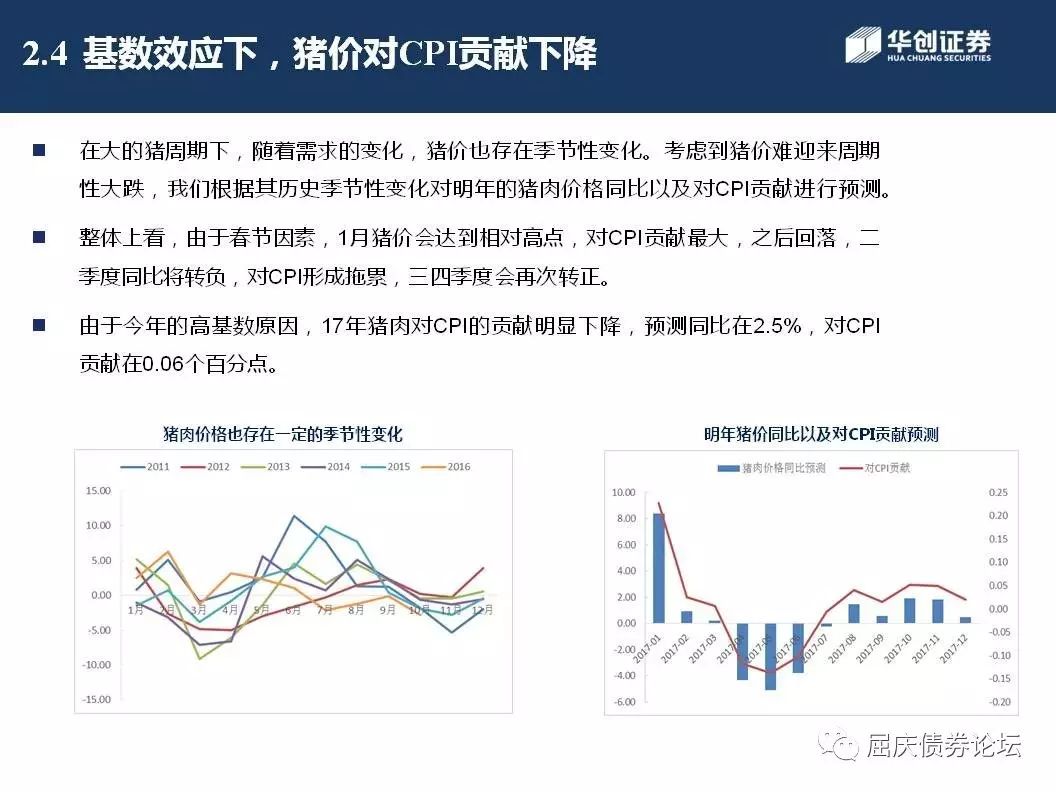 2.4 基数效应下，猪价对CPI贡献下降
华创证券
HUA CHUANG SECURITIES
在大的猪周期下，随着需求的变化，猪价也存在季节性变化。考虑到猪价难迎来周期
性大跌，我们根据其历史季节性变化对明年的猪肉价格同比以及对CPI贡献进行预测。
整体上看，由于春节因素，1月猪价会达到相对高点，对CPI贡献最大，之后回落，二
季度同比将转负，对CPI形成拖累，三四季度会再次转正。
由于今年的高基数原因，17年猪肉对CPI的贡献明显下降，预测同比在2.5%，对CPI
贡献在0.06个百分点。
猪肉价格也存在一定的季节性变化
2011 2012 2013 2014 2015 2016
15.00
10.00
5.00
0.00
1月 2月 3月 4月 5月 6月 7月 8月 9月 10月 11月 12月
-5.00
-10.00
-15.00
明年猪价同比以及对CPI贡献预测
猪肉价格同比预测 对CPI贡献
10.00
8.00
6.00
4.00
2.00
0.00
-2.00
-4.00
-6.00
0.25
0.20
0.15
0.10
0.05
0.00
-0.05
-0.10
-0.15
-0.20
2017-01 2017-02 2017-03 2017-04 2017-05 2017-06 2017-07 2017-08 2017-09 2017-10 2017-11 2017-12
屈庆债券论坛